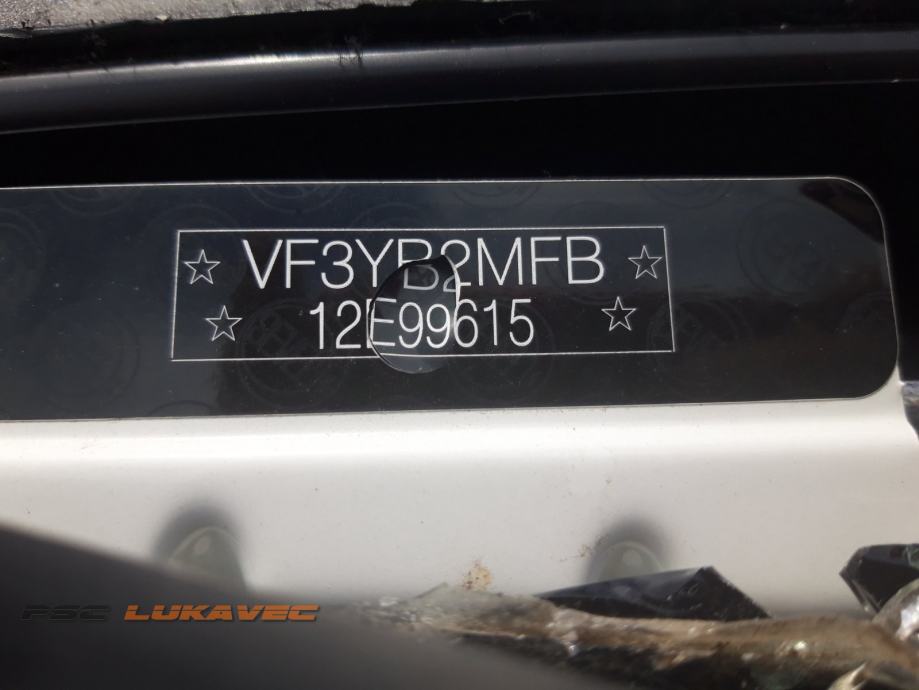 ☆ VF3YB2MFB ☆
☆ 12E99615 ☆
PSC LUKAVEC